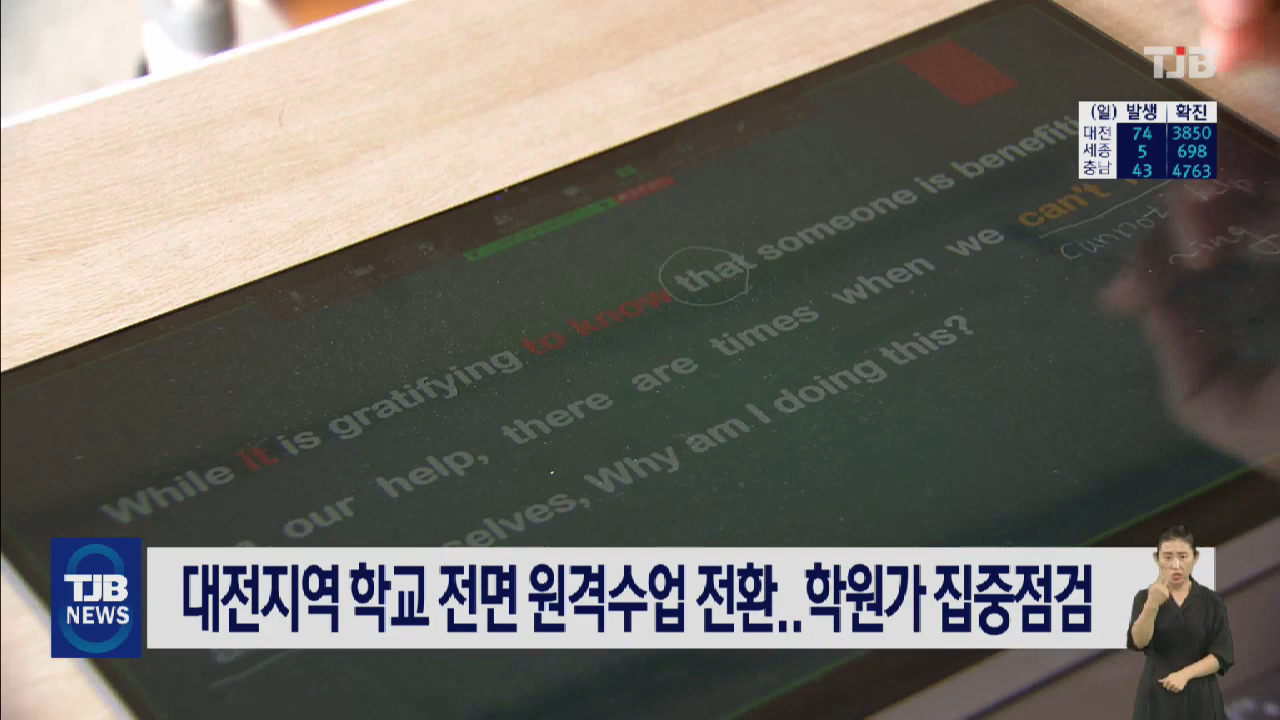 TJB
(일) 발생 확진
대전 74 3850
세종 5 698
충남 43 4763
While it is gratifying to know that someone is benefiti
our help, there are times when we can't
cannot
selves, Why am I doing this?
TJB
NEWS
대전지역 학교 전면 원격수업 전환..학원가 집중점검